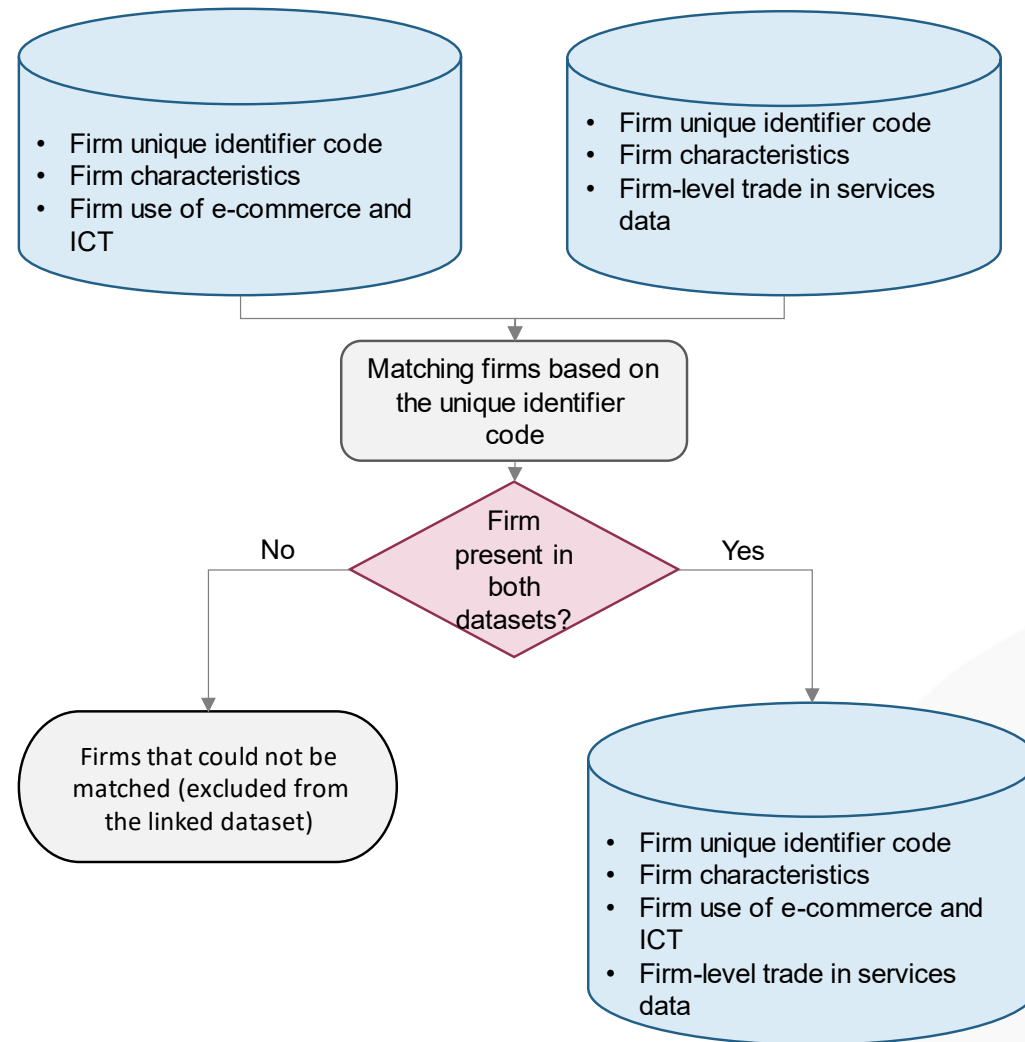 • Firm unique identifier code
• Firm characteristics
• Firm use of e-commerce and
ICT
• Firm unique identifier code
• Firm characteristics
• Firm-level trade in services
data
Matching firms based on
the unique identifier
code
Firm
present in
both
datasets?
No
Yes
Firms that could not be
matched (excluded from
the linked dataset)
• Firm unique identifier code
• Firm characteristics
• Firm use of e-commerce and
ICT
• Firm-level trade in services
data